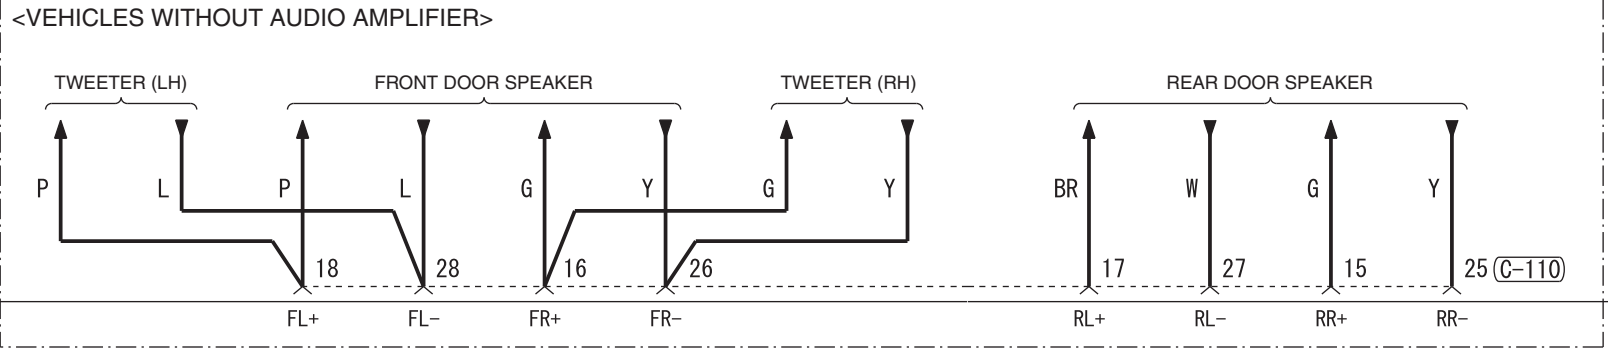 <VEHICLES WITHOUT AUDIO AMPLIFIER>
TWEETER (LH) FRONT DOOR SPEAKER TWEETER (RH) REAR DOOR SPEAKER
P L P L G Y G Y BR W G Y
18 28 16 26 17 27 15 25 C-110
FL+ FL- FR+ FR- RL+ RL- RR+ RR-